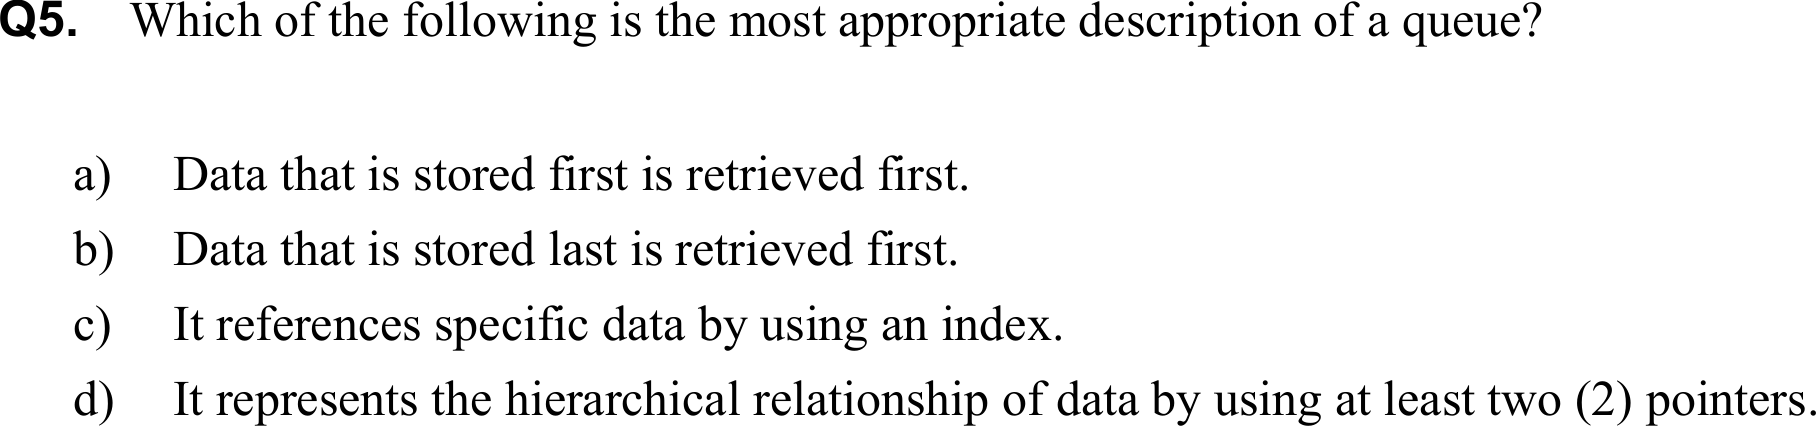 Q5. Which of the following is the most appropriate description of a queue?
a) Data that is stored first is retrieved first.
b) Data that is stored last is retrieved first.
c) It references specific data by using an index.
d) It represents the hierarchical relationship of data by using at least two (2) pointers.